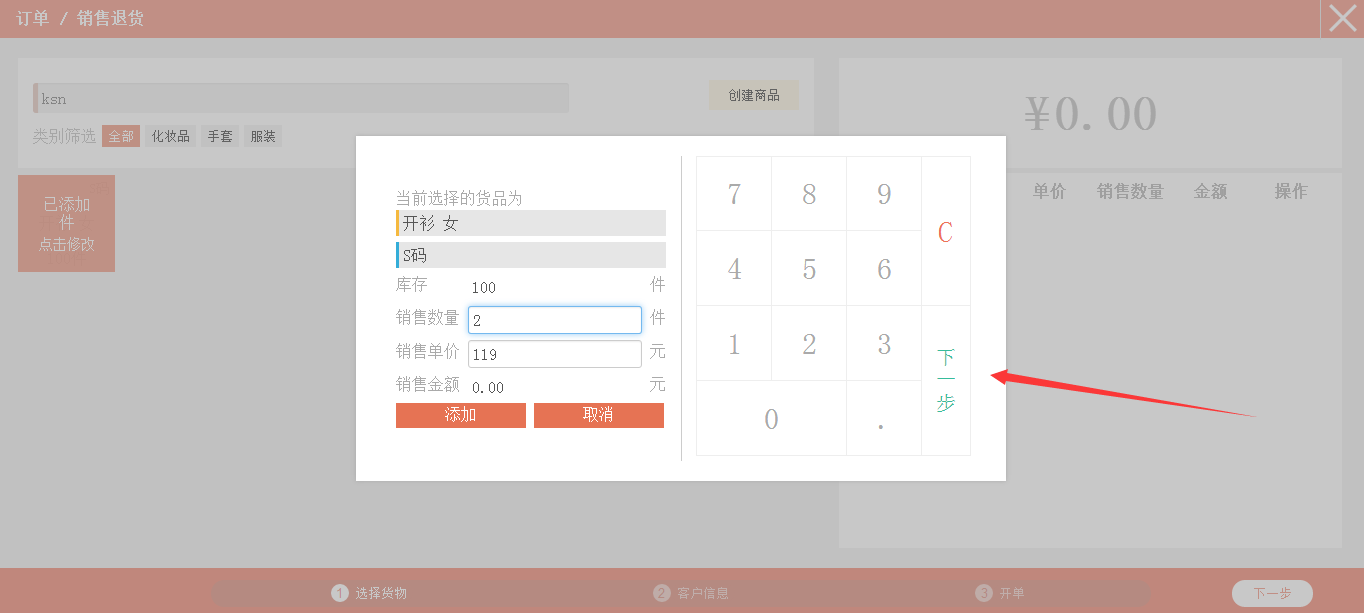 订单 / 销售退货
ksn
创建商品
类别筛选 全部 化妆品 手套 服装
¥0.00
已添加
件
点击修改
单价 销售数量 金额 操作
当前选择的货品为
开衫 女
S码
库存 100 件
销售数量 2 件
销售单价 119 元
销售金额 0.00 元
添加 取消
7 8 9
C
4 5 6
1 2 3
下一步
0 .
1 选择货物 2 客户信息 3 开单 下一步